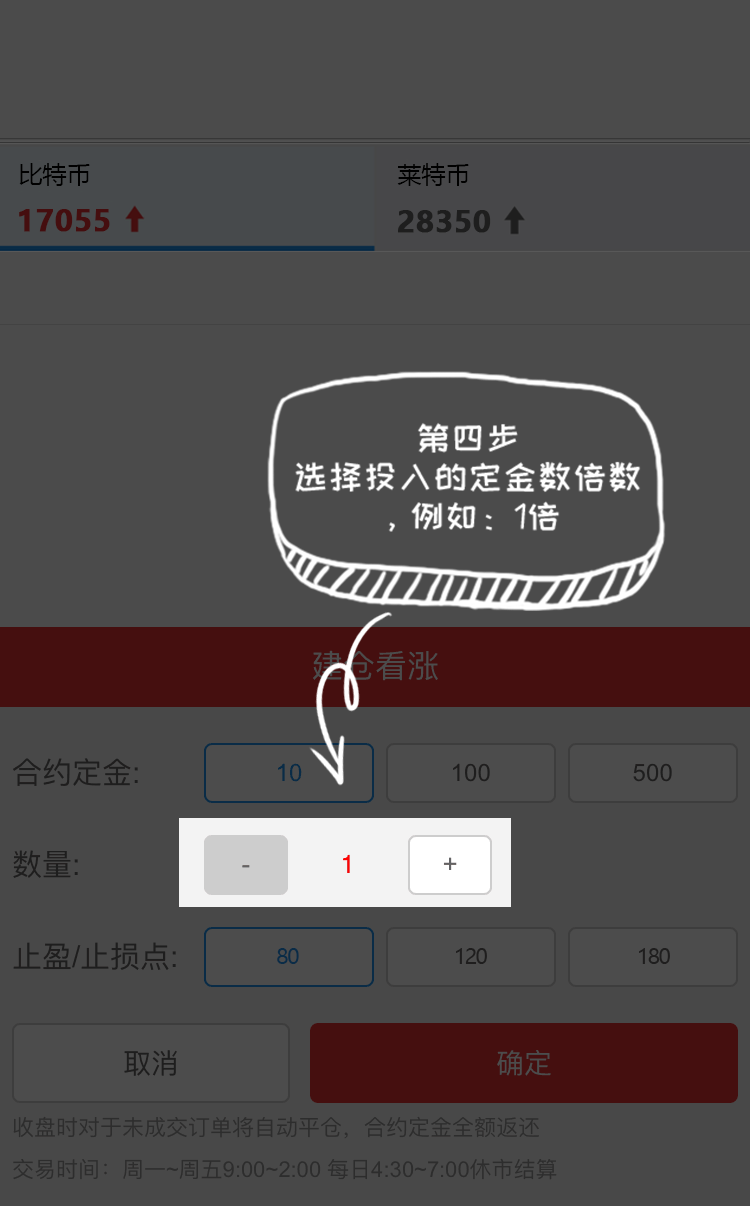 比特币 莱特币
17055 28350
第四步
选择投入的定金数倍数
，例如：1倍
建仓看涨
合约定金: 10 100 500
数量: - 1 +
止盈/止损点: 80 120 180
取消 确定
收盘时对于未成交订单将自动平仓，合约定金全额返还
交易时间：周一~周五9:00~2:00 每日4:30~7:00休市结算